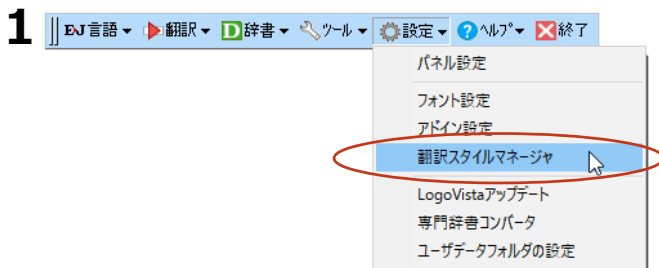 1
EJ 言語 ▼ 翻訳 ▼ D 辞書 ▼ ツール ▼ 設定 ▼ ? ヘルプ ▼ 終了
パネル設定
フォント設定
アドイン設定
翻訳スタイルマネージャ
LogoVistaアップデート
専門辞書コンバータ
ユーザデータフォルダの設定